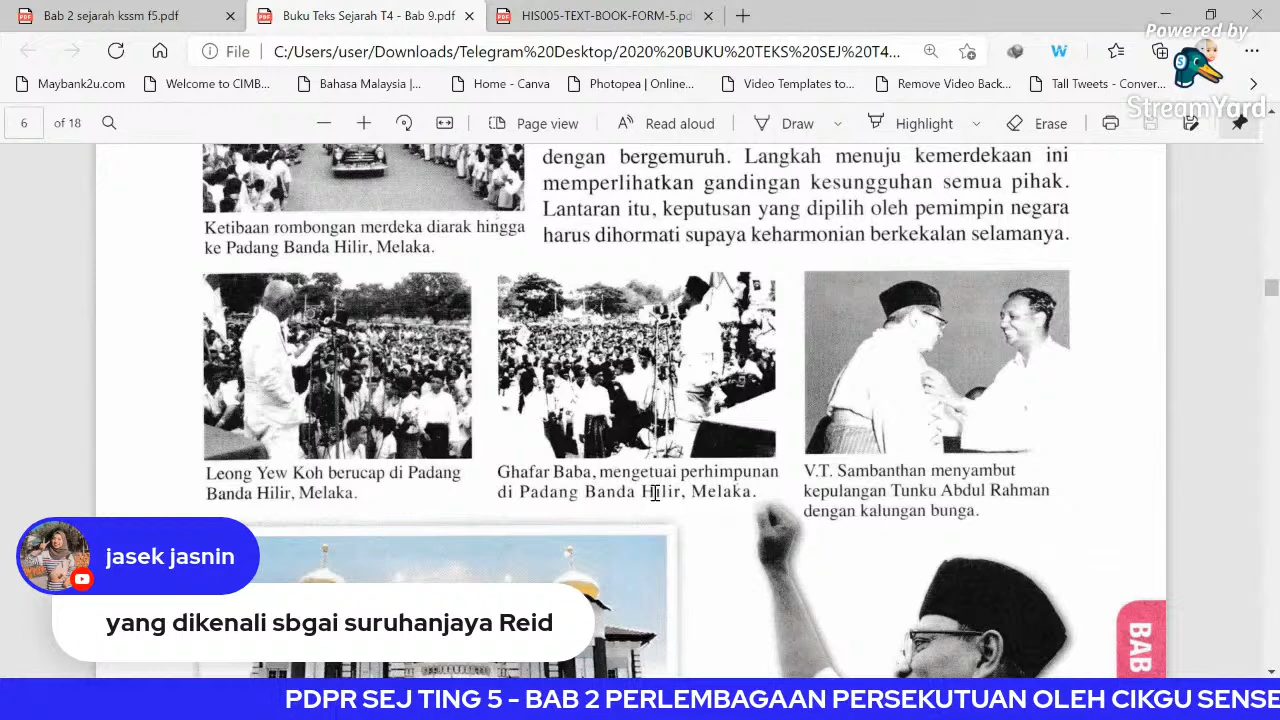 Bab 2 sejarah kssm f5.pdf
Buku Teks Sejarah T4 - Bab 9.pdf
HIS005-TEXT-BOOK-FORM-5.pd
Powered by
File
C:/Users/user/Downloads/Telegram%20Desktop/2020%20BUKU%20TEKS%20SEJ%20T4...
StreamYard
Maybank2u.com
Welcome to CIMB...
Bahasa Malaysia |...
Home - Canva
Photopea | Online...
Video Templates to...
Remove Video Back...
Tall Tweets - Conver...
6 of 18
Page view
Read aloud
Draw
Highlight
Erase
dengan bergemuruh. Langkah menuju kemerdekaan ini
memperlihatkan gandingan kesungguhan semua pihak.
Lantaran itu, keputusan yang dipilih oleh pemimpin negara
harus dihormati supaya keharmonian berkekalan selamanya.
Ketibaan rombongan merdeka diarak hingga
ke Padang Banda Hilir, Melaka.
Leong Yew Koh berucap di Padang
Banda Hilir, Melaka.
Ghafar Baba, mengetuai perhimpunan
di Padang Banda Hilir, Melaka.
V.T. Sambanthan menyambut
kepulangan Tunku Abdul Rahman
dengan kalungan bunga.
jasek jasnin
yang dikenali sbgai suruhanjaya Reid
BAB
PDPR SEJ TING 5 - BAB 2 PERLEMBAGAAN PERSEKUTUAN OLEH CIKGU SENSE